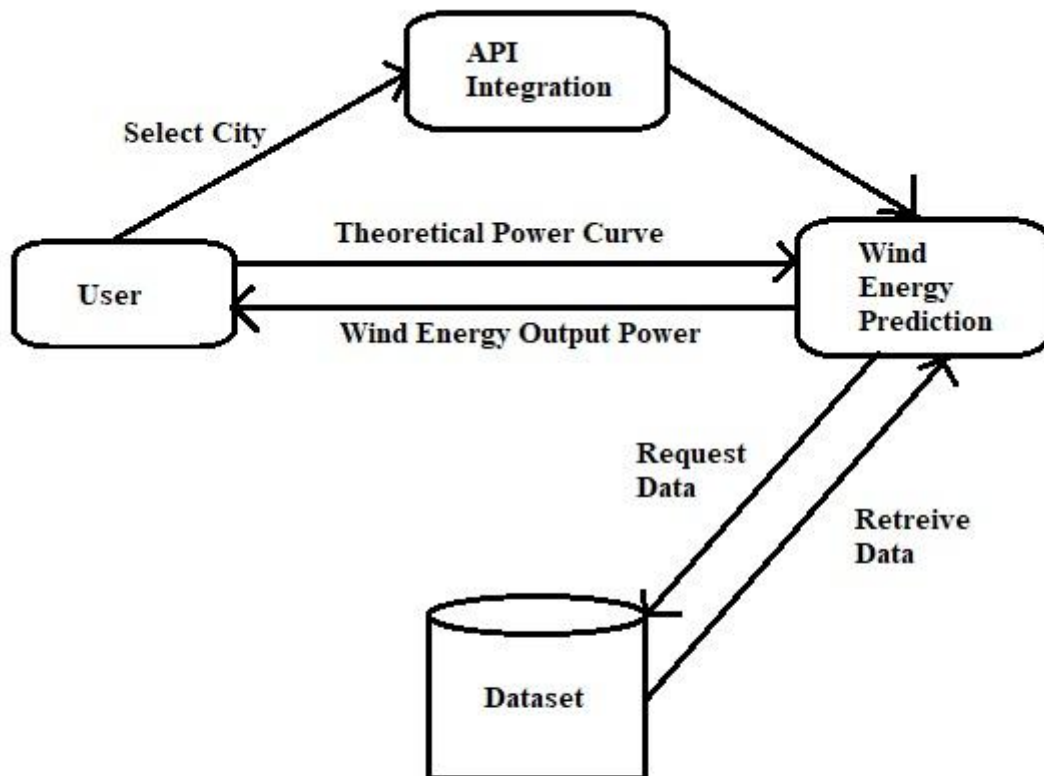 API
Integration
Select City
Theoretical Power Curve
User
Wind
Energy
Prediction
Wind Energy Output Power
Request
Data
Retreive
Data
Dataset